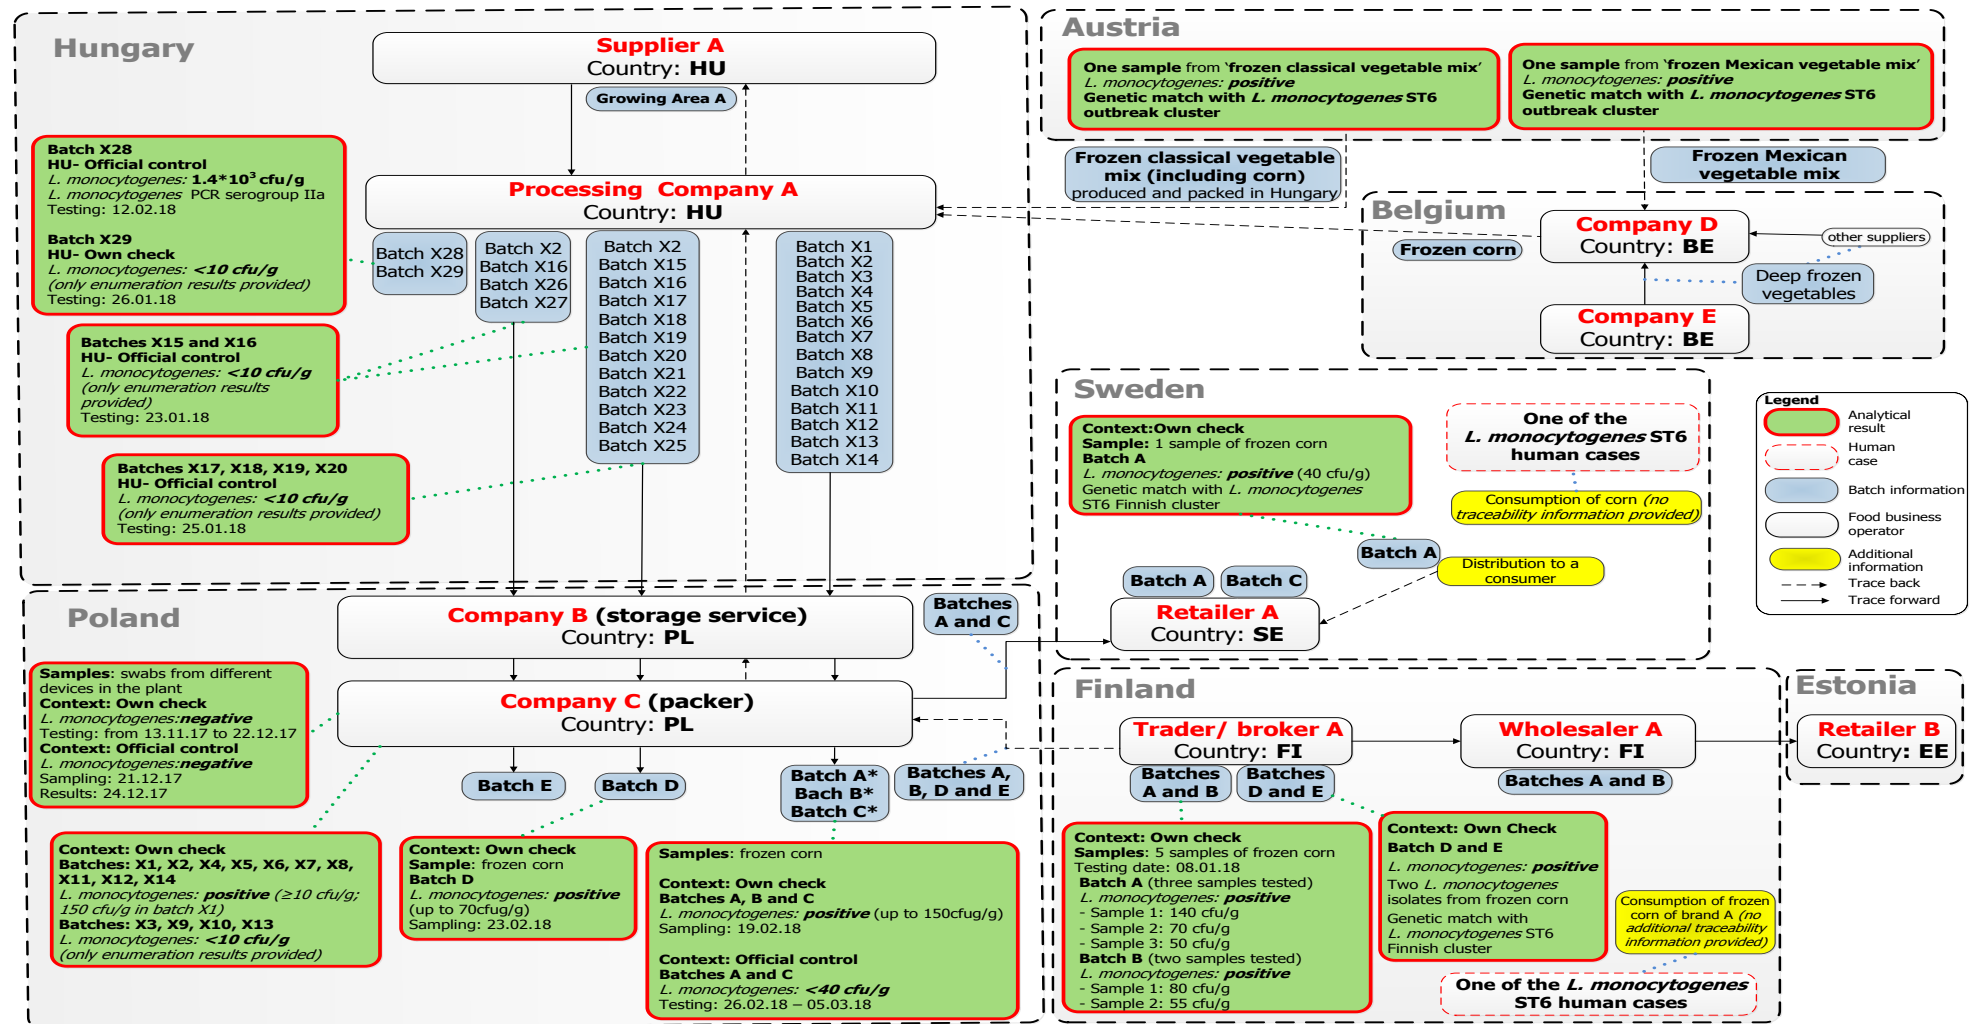 Hungary
Supplier A
Country: HU
Growing Area A
Batch X28
HU- Official control
L. monocytogenes: 1.4*10³ cfu/g
L. monocytogenes PCR serogroup IIa
Testing: 12.02.18
Batch X29
HU- Own check
L. monocytogenes: <10 cfu/g
(only enumeration results provided)
Testing: 26.01.18
Processing Company A
Country: HU
Batch X28
Batch X29
Batch X2
Batch X16
Batch X26
Batch X27
Batch X2
Batch X15
Batch X16
Batch X17
Batch X18
Batch X19
Batch X20
Batch X21
Batch X22
Batch X23
Batch X24
Batch X25
Batch X1
Batch X2
Batch X3
Batch X4
Batch X5
Batch X6
Batch X7
Batch X8
Batch X9
Batch X10
Batch X11
Batch X12
Batch X13
Batch X14
Batches X15 and X16
HU- Official control
L. monocytogenes: <10 cfu/g
(only enumeration results
provided)
Testing: 23.01.18
Batches X17, X18, X19, X20
HU- Official control
L. monocytogenes: <10 cfu/g
(only enumeration results provided)
Testing: 25.01.18
Austria
One sample from ‘frozen classical vegetable mix’
L. monocytogenes: positive
Genetic match with L. monocytogenes ST6
outbreak cluster
One sample from ‘frozen Mexican vegetable mix’
L. monocytogenes: positive
Genetic match with L. monocytogenes ST6
outbreak cluster
Frozen classical vegetable
mix (including corn)
produced and packed in Hungary
Frozen Mexican
vegetable mix
Belgium
Frozen corn
Company D
Country: BE
other suppliers
Deep frozen
vegetables
Company E
Country: BE
Sweden
Context:Own check
Sample: 1 sample of frozen corn
Batch A
L. monocytogenes: positive (40 cfu/g)
Genetic match with L. monocytogenes
ST6 Finnish cluster
One of the
L. monocytogenes ST6
human cases
Consumption of corn (no
traceability information provided)
Batch A
Distribution to a
consumer
Batch A
Batch C
Retailer A
Country: SE
Legend
Analytical
result
Human
case
Batch information
Food business
operator
Additional
information
Trace back
Trace forward
Poland
Company B (storage service)
Country: PL
Batches
A and C
Samples: swabs from different
devices in the plant
Context: Own check
L. monocytogenes:negative
Testing: from 13.11.17 to 22.12.17
Context: Official control
L. monocytogenes:negative
Sampling: 21.12.17
Results: 24.12.17
Company C (packer)
Country: PL
Batch E
Batch D
Batch A*
Bach B*
Batch C*
Batches A,
B, D and E
Context: Own check
Batches: X1, X2, X4, X5, X6, X7, X8,
X11, X12, X14
L. monocytogenes: positive (≥10 cfu/g;
150 cfu/g in batch X1)
Batches: X3, X9, X10, X13
L. monocytogenes: <10 cfu/g
(only enumeration results provided)
Context: Own check
Sample: frozen corn
Batch D
L. monocytogenes: positive
(up to 70cfug/g)
Sampling: 23.02.18
Samples: frozen corn
Context: Own check
Batches A, B and C
L. monocytogenes: positive (up to 150cfug/g)
Sampling: 19.02.18
Context: Official control
Batches A and C
L. monocytogenes: <40 cfu/g
Testing: 26.02.18 – 05.03.18
Finland
Trader/ broker A
Country: FI
Wholesaler A
Country: FI
Batches
A and B
Batches
D and E
Batches A and B
Context: Own check
Samples: 5 samples of frozen corn
Testing date: 08.01.18
Batch A (three samples tested)
L. monocytogenes: positive
- Sample 1: 140 cfu/g
- Sample 2: 70 cfu/g
- Sample 3: 50 cfu/g
Batch B (two samples tested)
L. monocytogenes: positive
- Sample 1: 80 cfu/g
- Sample 2: 55 cfu/g
Context: Own Check
Batch D and E
L. monocytogenes: positive
Two L. monocytogenes
isolates from frozen corn
Genetic match with
L. monocytogenes ST6
Finnish cluster
Consumption of frozen
corn of brand A (no
additional traceability
information provided)
One of the L. monocytogenes
ST6 human cases
Estonia
Retailer B
Country: EE